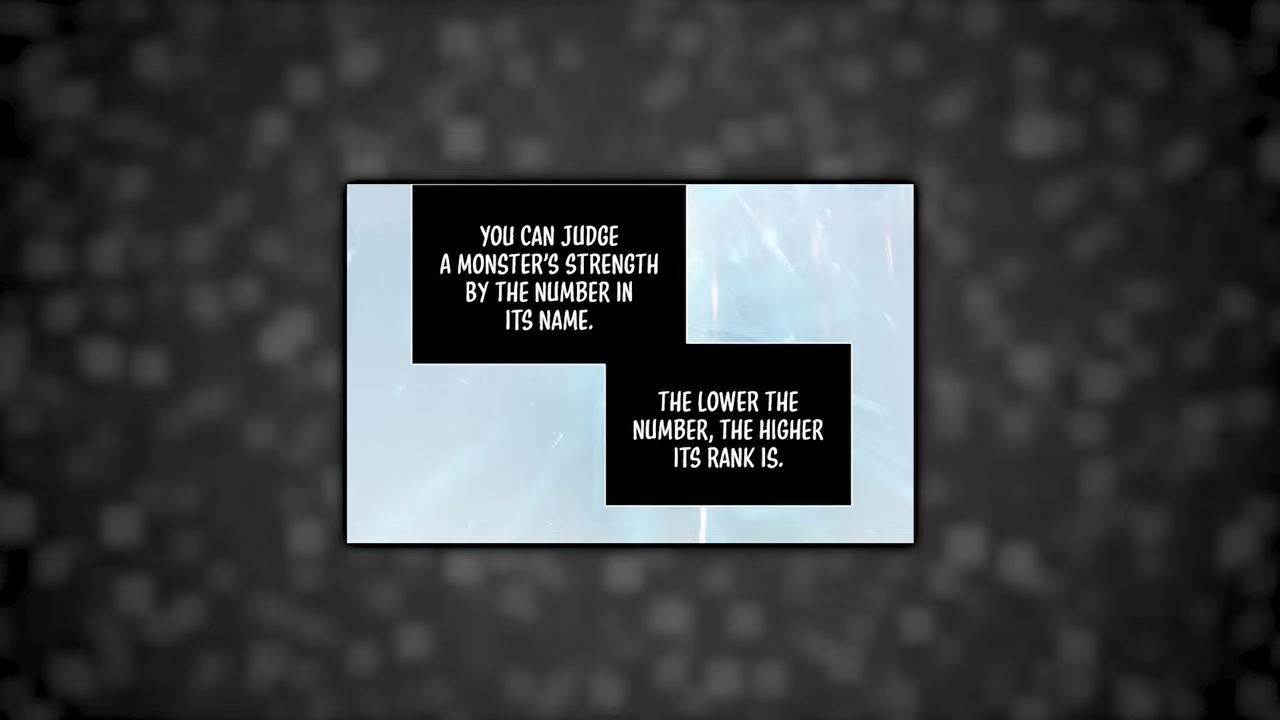 YOU CAN JUDGE
A MONSTER'S STRENGTH
BY THE NUMBER IN
ITS NAME.
THE LOWER THE
NUMBER, THE HIGHER
ITS RANK IS.